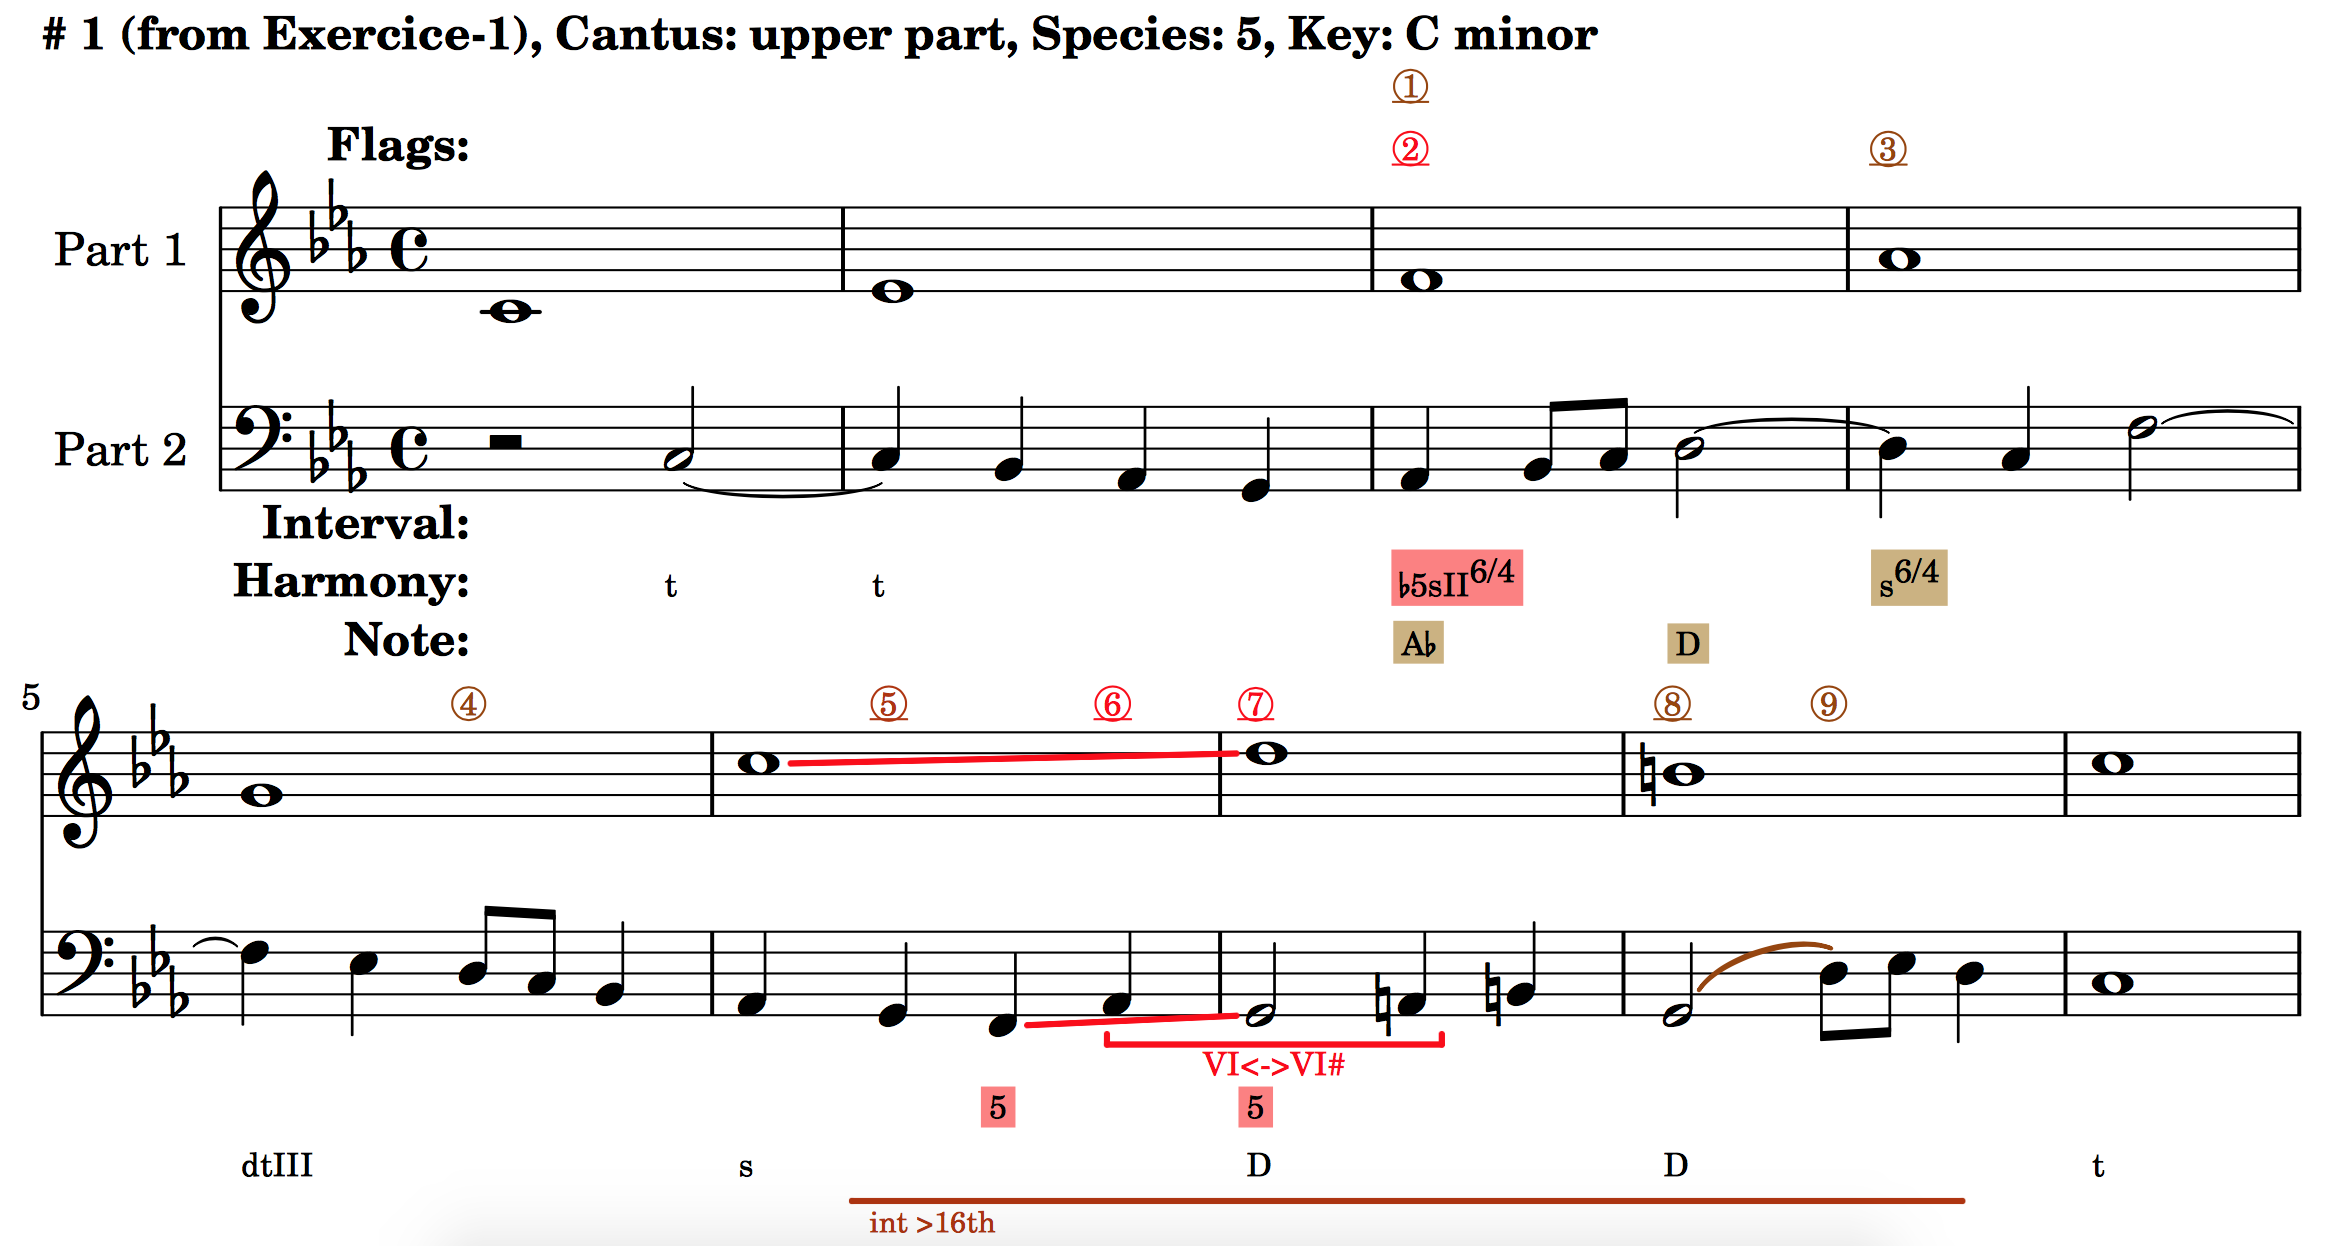 # 1 (from Exercice-1), Cantus: upper part, Species: 5, Key: C minor
①
Flags: ② ③
Part 1
Part 2
Interval:
Harmony: t t ♭5sII6/4 s6/4
Note: A♭ D
5 ④ ⑤ ⑥ ⑦ ⑧ ⑨
VI<->VI#
5 5
dtIII s D D t
int >16th